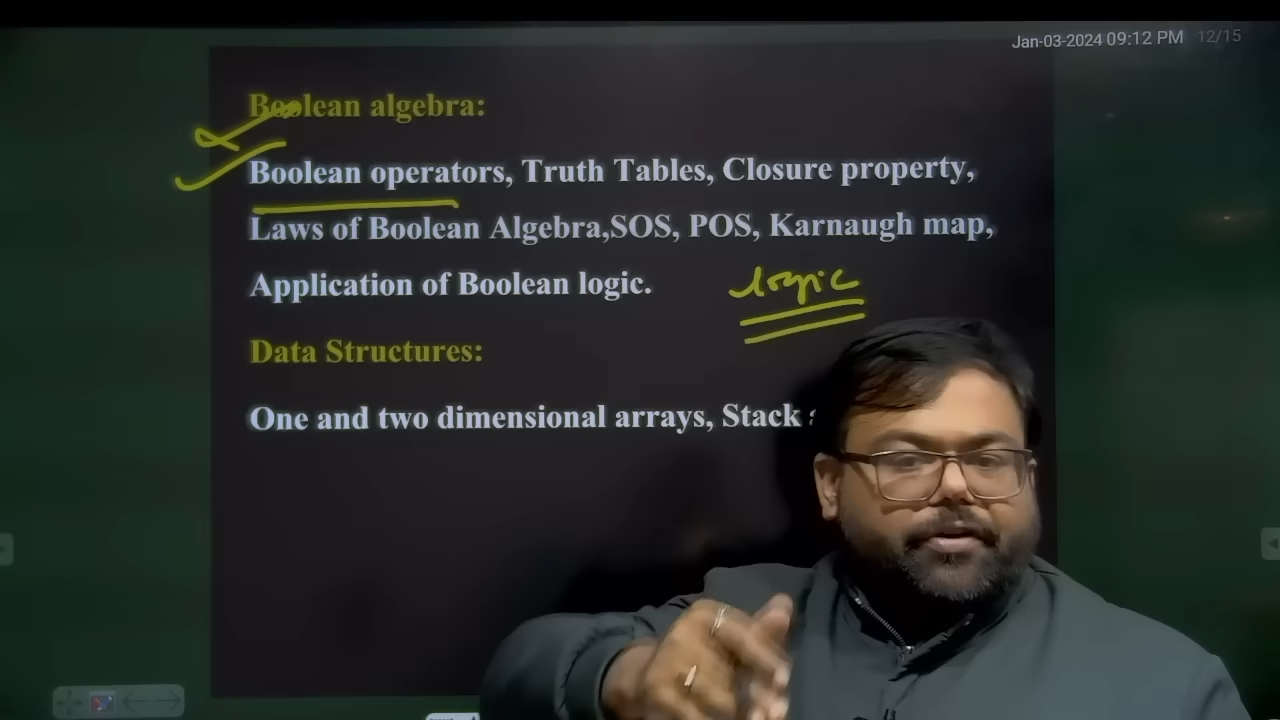 Jan-03-2024 09:12 PM 12/15
Boolean algebra:
Boolean operators, Truth Tables, Closure property,
Laws of Boolean Algebra,SOS, POS, Karnaugh map,
Application of Boolean logic.
logic
Data Structures:
One and two dimensional arrays, Stack